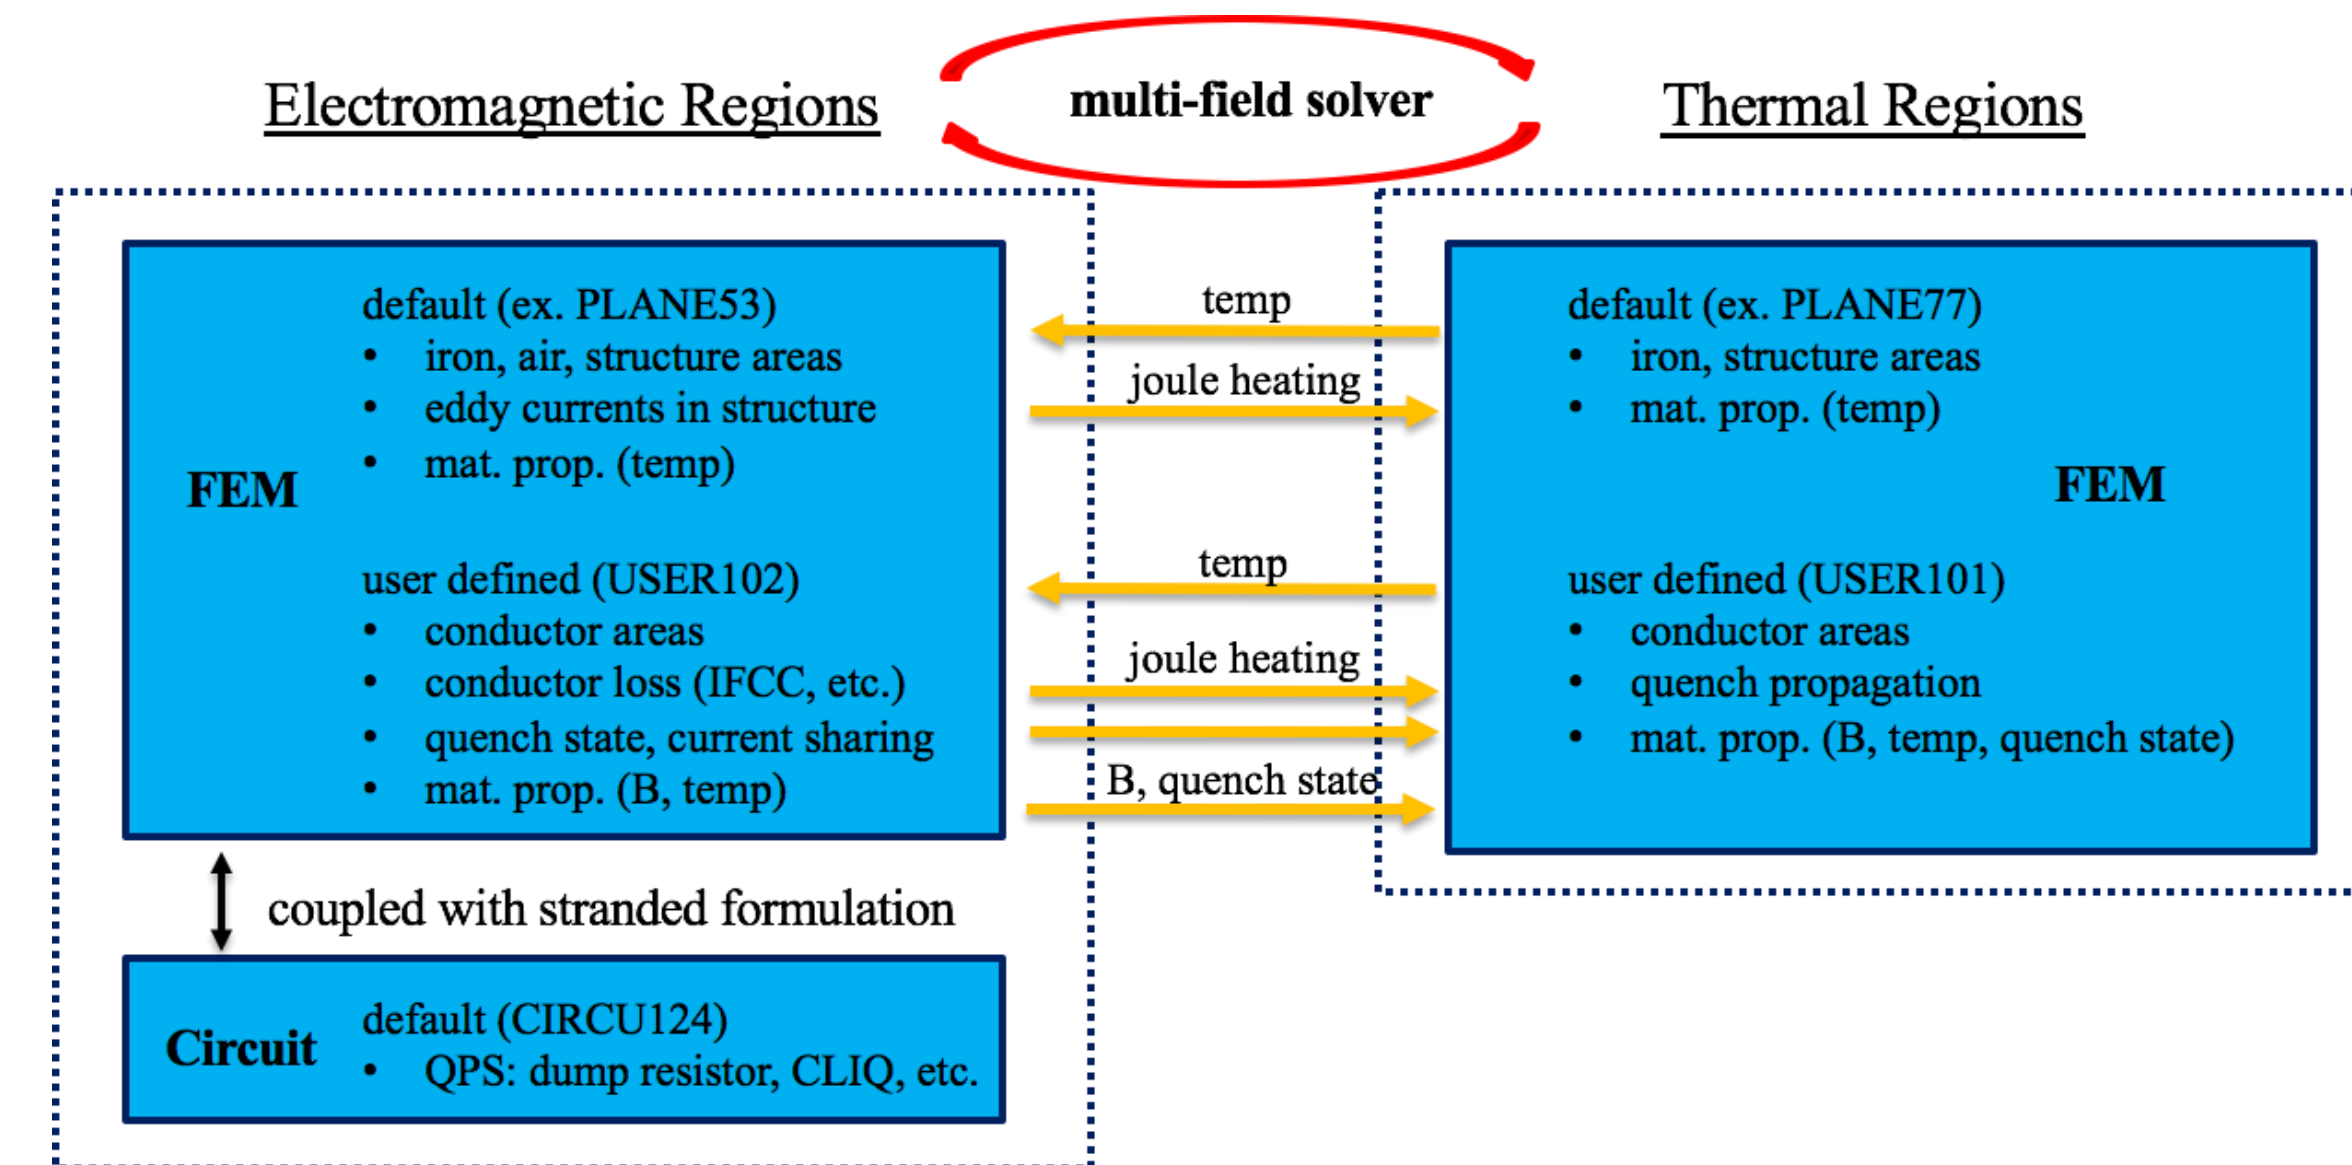 Electromagnetic Regions
multi-field solver
Thermal Regions
FEM
default (ex. PLANE53)
• iron, air, structure areas
• eddy currents in structure
• mat. prop. (temp)
user defined (USER102)
• conductor areas
• conductor loss (IFCC, etc.)
• quench state, current sharing
• mat. prop. (B, temp)
temp
joule heating
temp
joule heating
B, quench state
default (ex. PLANE77)
• iron, structure areas
• mat. prop. (temp)
FEM
user defined (USER101)
• conductor areas
• quench propagation
• mat. prop. (B, temp, quench state)
coupled with stranded formulation
Circuit
default (CIRCU124)
• QPS: dump resistor, CLIQ, etc.